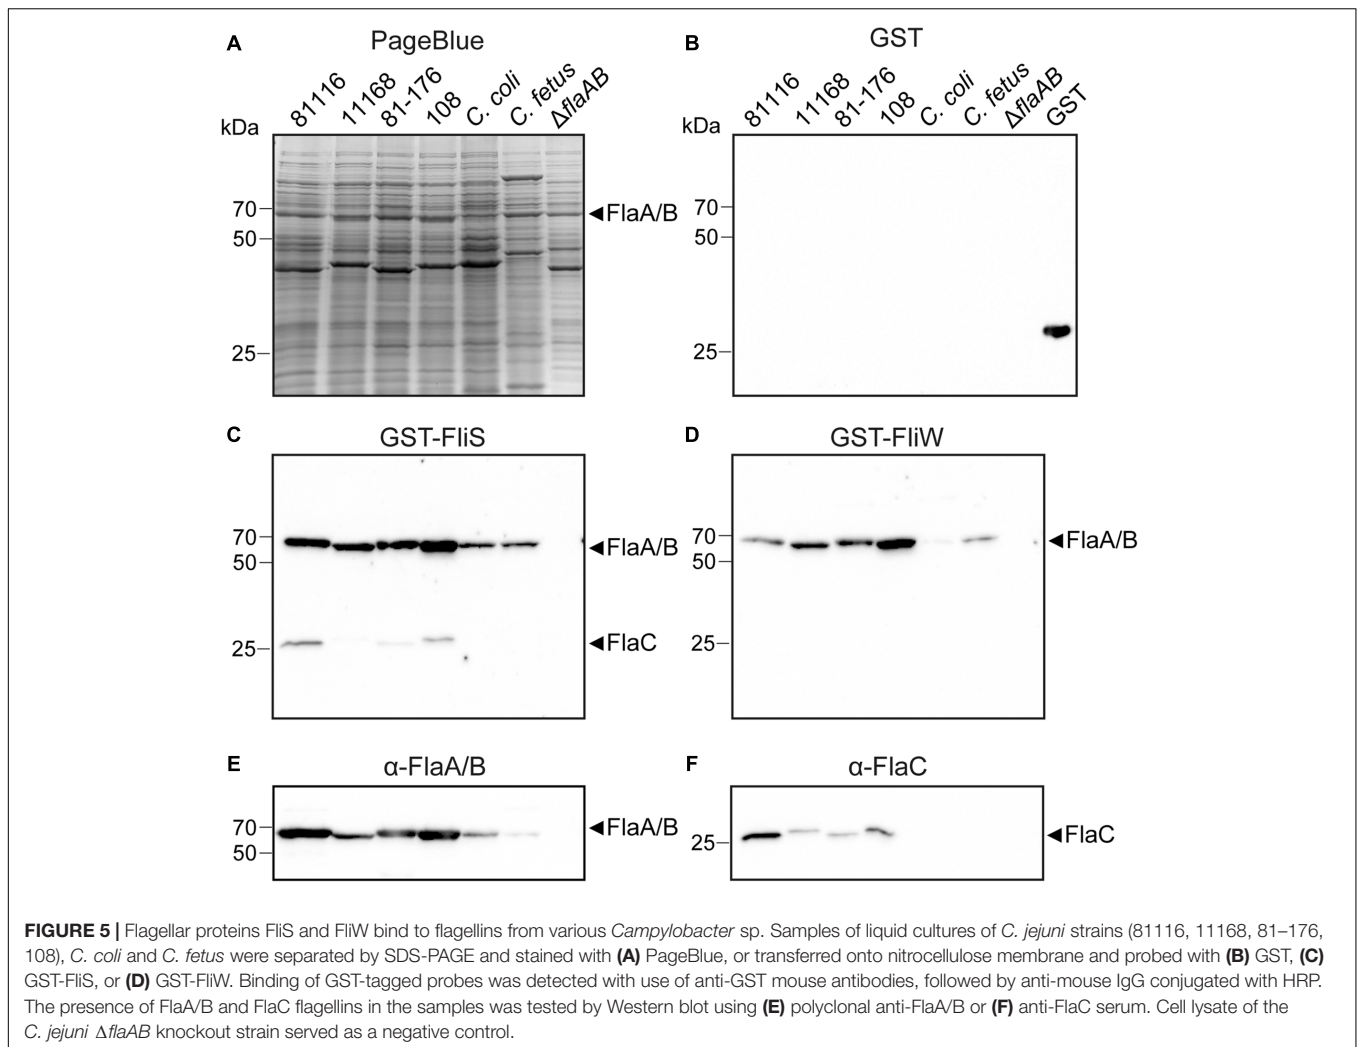 A
PageBlue
81116
11168
81-176
108
C. coli
C. fetus
ΔflaAB
kDa
70
50
25
◄FlaA/B
B
GST
81116
11168
81-176
108
C. coli
C. fetus
ΔflaAB
GST
kDa
70
50
25
C
GST-FliS
70
50
25
◄FlaA/B
◄FlaC
D
GST-FliW
70
50
25
◄FlaA/B
E
α-FlaA/B
70
50
◄FlaA/B
F
α-FlaC
25
◄FlaC
FIGURE 5 | Flagellar proteins FliS and FliW bind to flagellins from various Campylobacter sp. Samples of liquid cultures of C. jejuni strains (81116, 11168, 81–176,
108), C. coli and C. fetus were separated by SDS-PAGE and stained with (A) PageBlue, or transferred onto nitrocellulose membrane and probed with (B) GST, (C)
GST-FliS, or (D) GST-FliW. Binding of GST-tagged probes was detected with use of anti-GST mouse antibodies, followed by anti-mouse IgG conjugated with HRP.
The presence of FlaA/B and FlaC flagellins in the samples was tested by Western blot using (E) polyclonal anti-FlaA/B or (F) anti-FlaC serum. Cell lysate of the
C. jejuni ΔflaAB knockout strain served as a negative control.